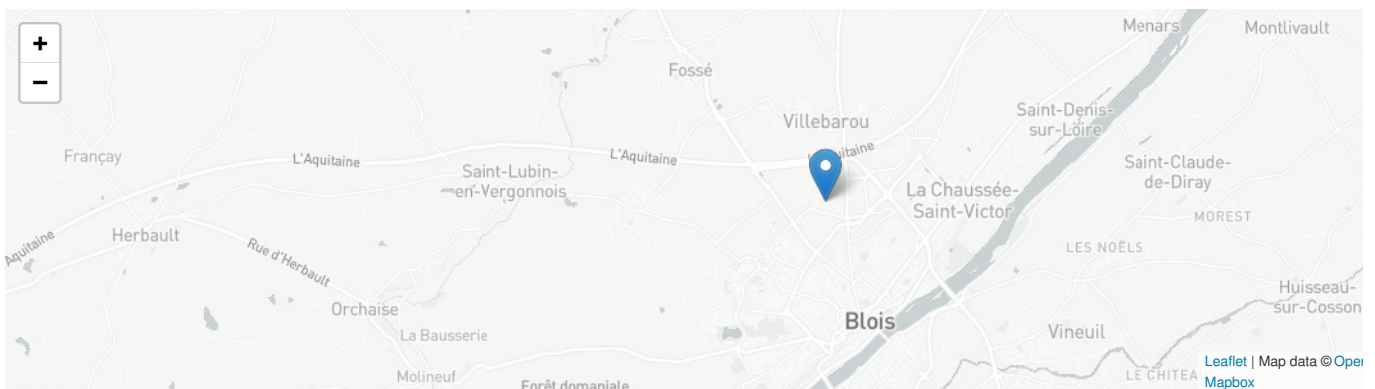 +
−
Menars
Montlivault
Fossé
Villebarou
Saint-Denis-
sur-Loire
L'Aquitaine
L'Aquitaine
uitaine
Françay
Saint-Lubin-
en-Vergonnois
Saint-Claude-
de-Diray
La Chaussée-
Saint-Victor
MOREST
Aquitaine
Herbault
Rue d'Herbault
LES NOËLS
Huisseau-
sur-Cosson
Orchaise
Blois
La Bausserie
Vineuil
Leaflet | Map data © Oper
Mapbox
Molineuf
LE CHITEA
Forêt domaniale